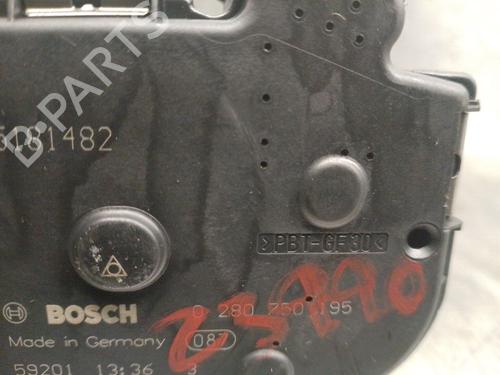 B-PARTS
5181482
>PBT-GF30<
BOSCH 0 280 750 195
Made in Germany 087
59201 13:36 3